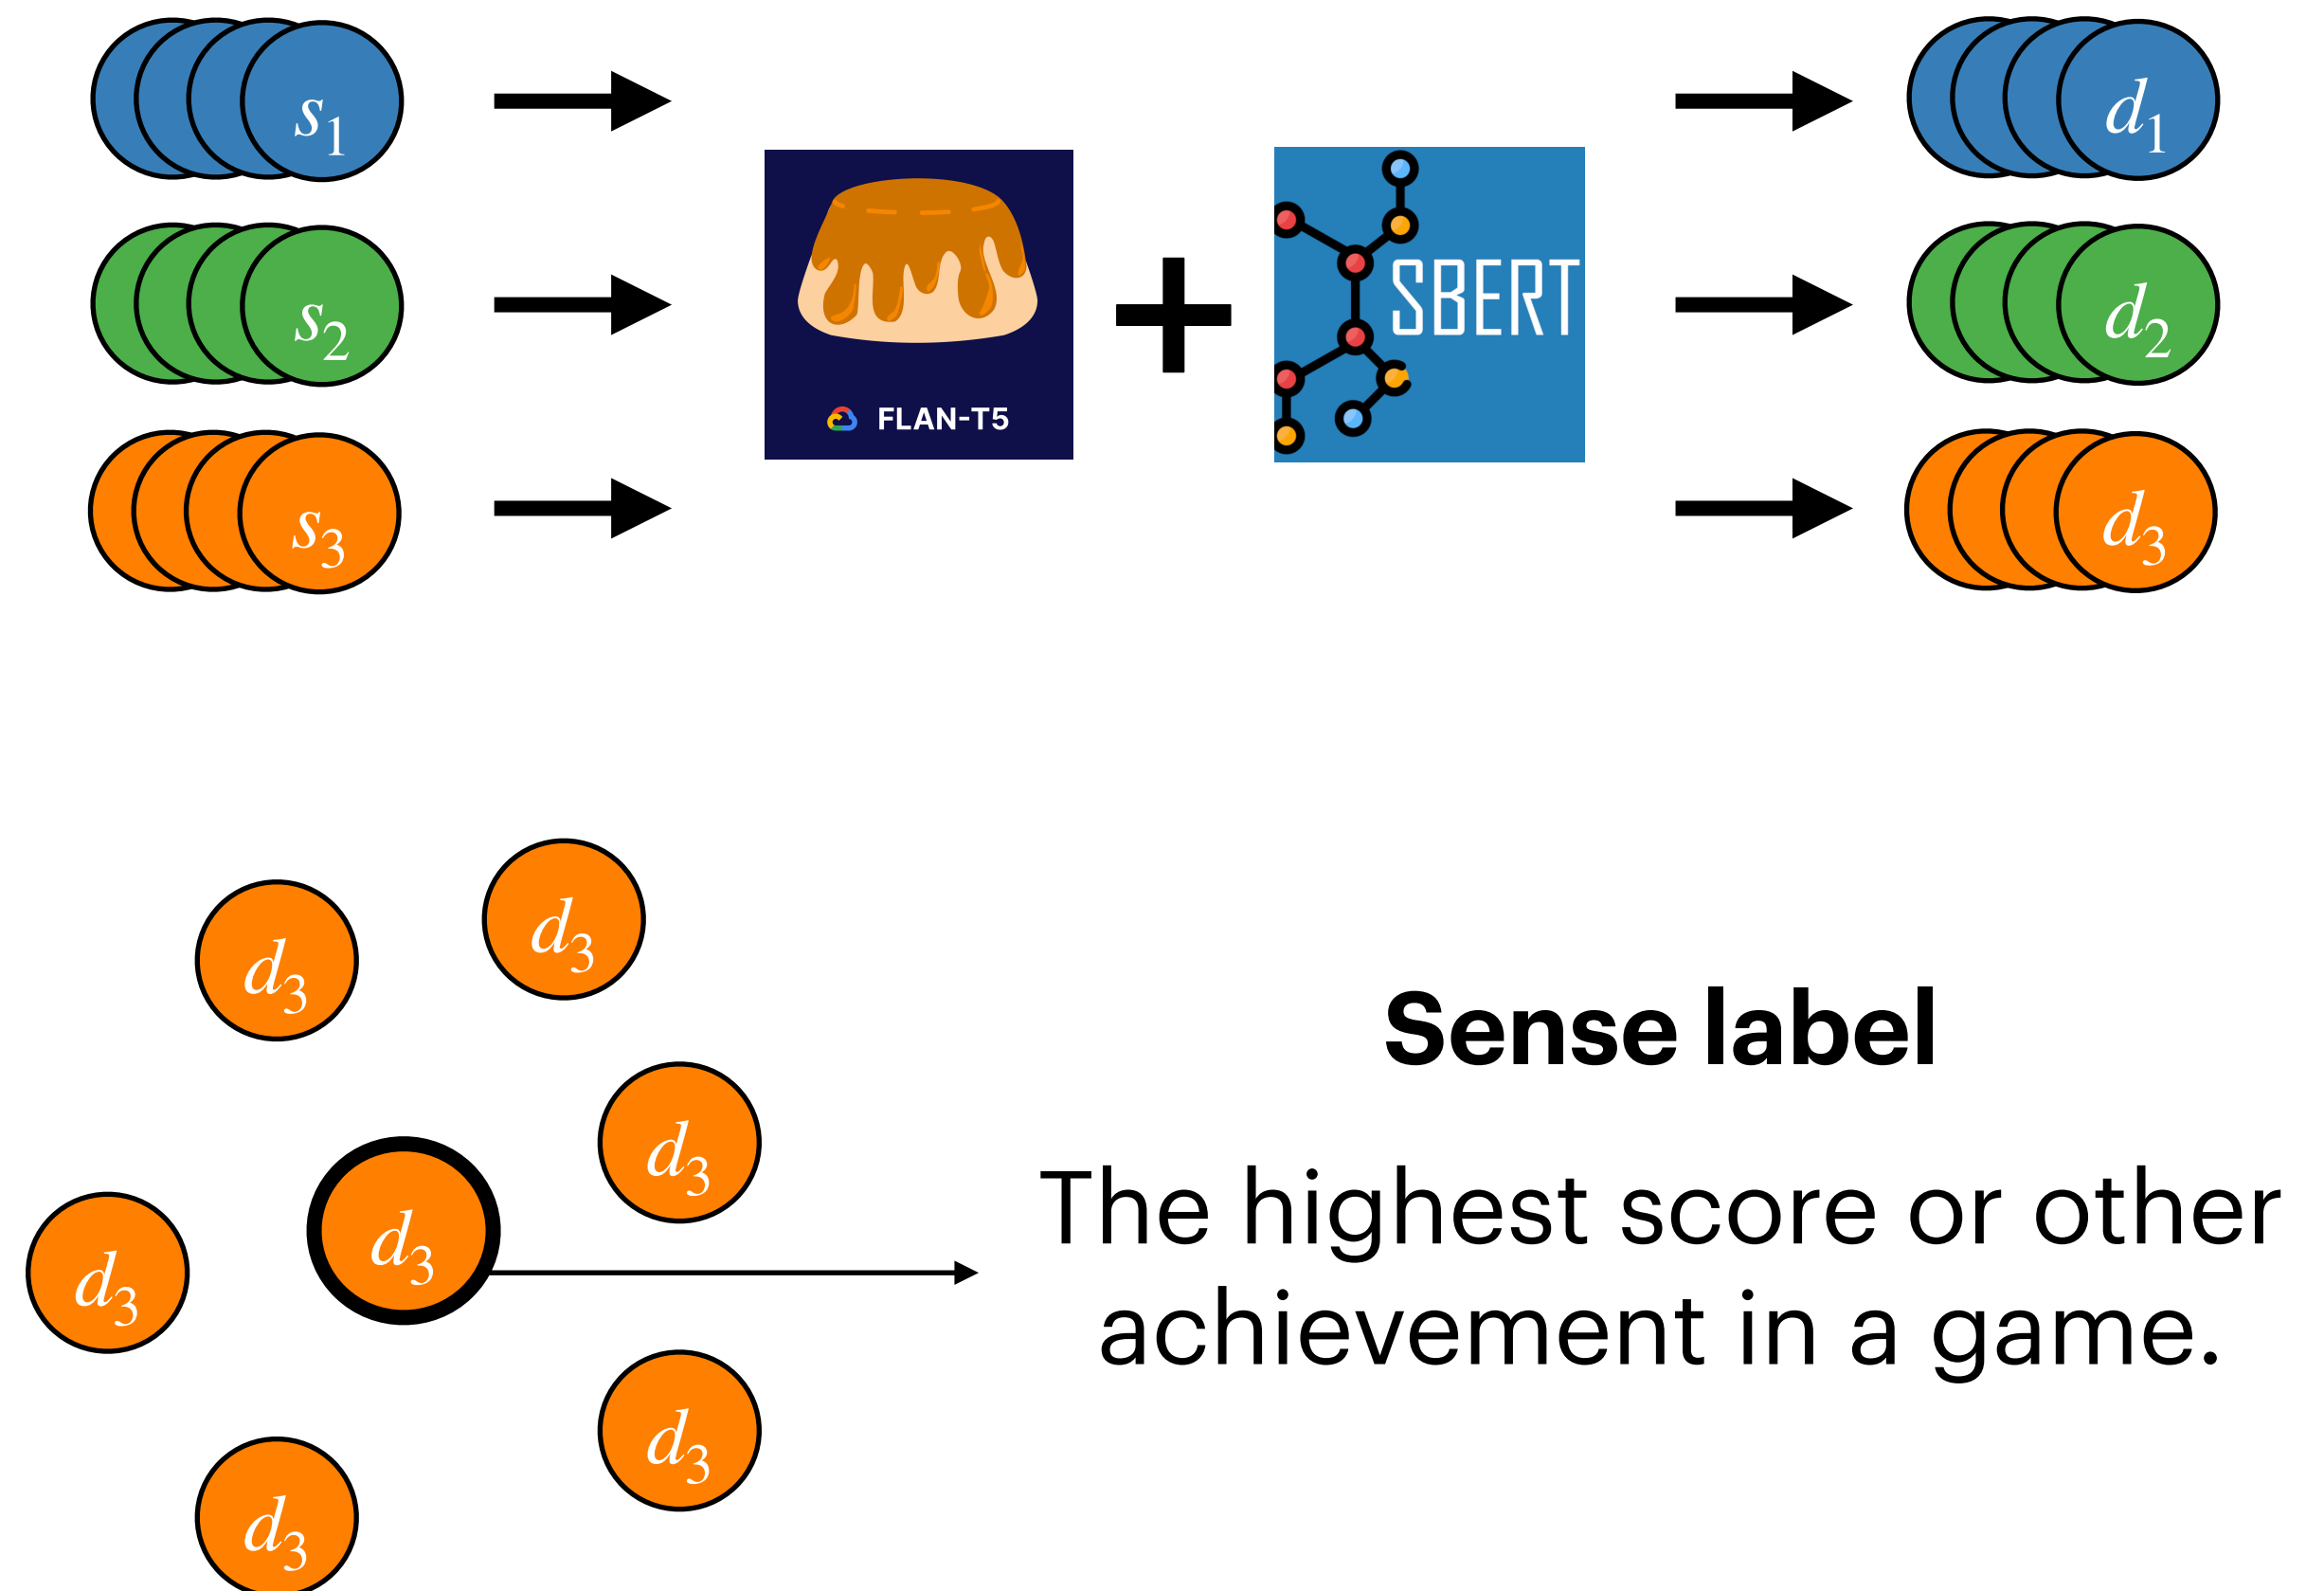 s1
d1
SBERT
s2
d2
FLAN-T5
s3
d3
d3
d3
Sense label
d3
The highest score or other
d3
d3
achievement in a game.
d3
d3